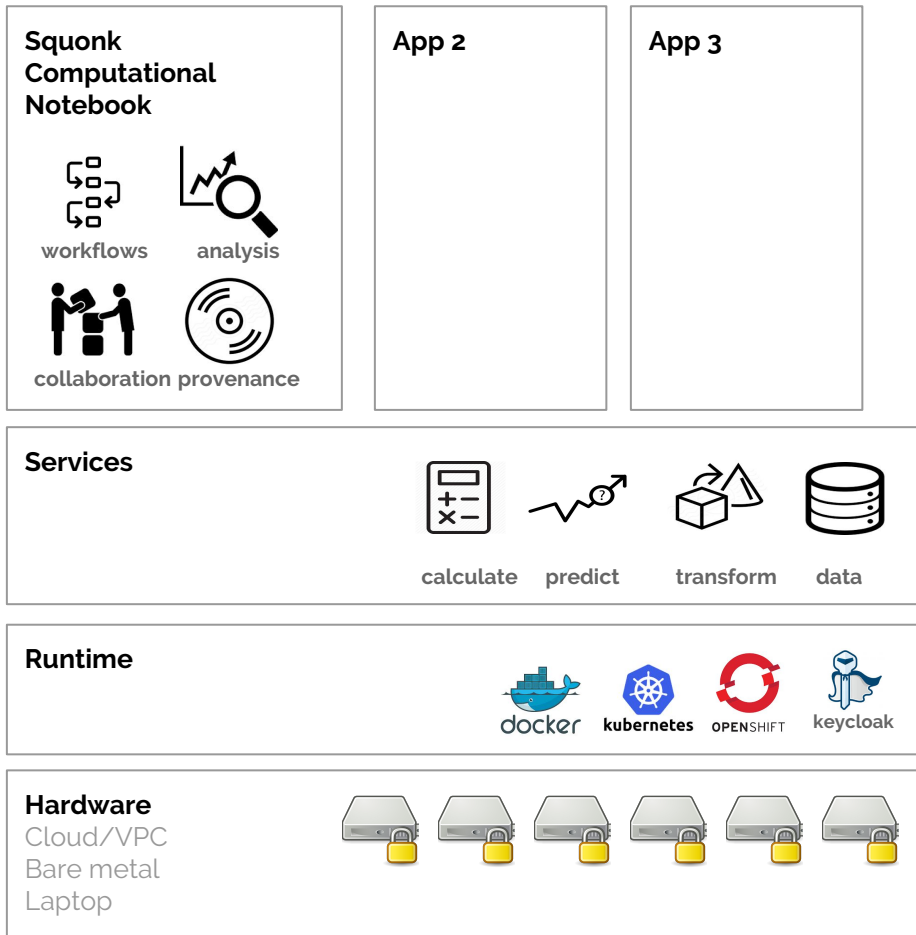 Squonk
Computational
Notebook
workflows
analysis
collaboration
provenance
App 2
App 3
Services
+ −
× −
?
calculate
predict
transform
data
Runtime
docker
kubernetes
OPENSHIFT
keycloak
Hardware
Cloud/VPC
Bare metal
Laptop